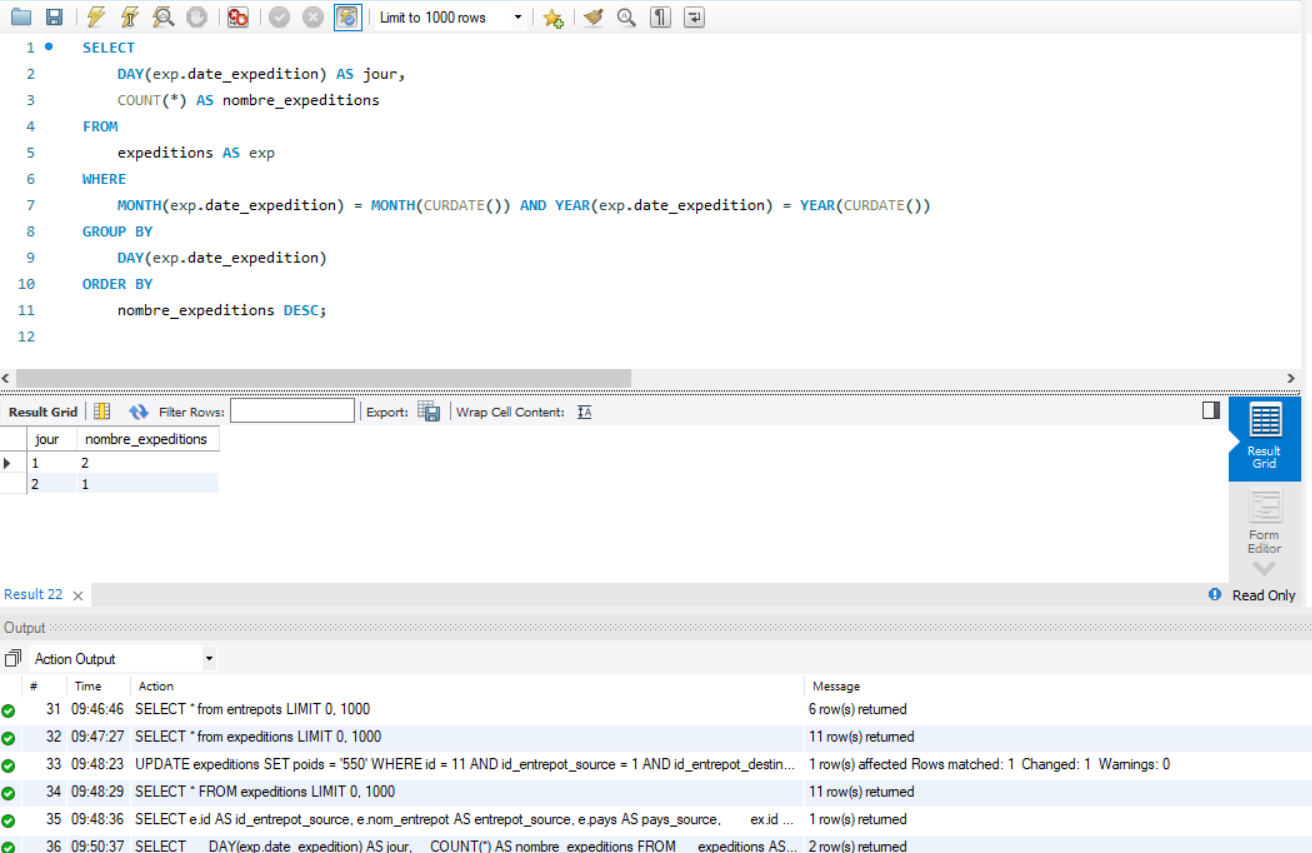 Limit to 1000 rows
1 SELECT
2 DAY(exp.date_expedition) AS jour,
3 COUNT(*) AS nombre_expeditions
4 FROM
5 expeditions AS exp
6 WHERE
7 MONTH(exp.date_expedition) = MONTH(CURDATE()) AND YEAR(exp.date_expedition) = YEAR(CURDATE())
8 GROUP BY
9 DAY(exp.date_expedition)
10 ORDER BY
11 nombre_expeditions DESC;
12
Result Grid Filter Rows: Export: Wrap Cell Content: IA
jour nombre_expeditions
1 2
2 1
Result
Grid
Form
Editor
Result 22 Read Only
Output
Action Output
# Time Action Message
31 09:46:46 SELECT * from entrepots LIMIT 0, 1000 6 row(s) returned
32 09:47:27 SELECT * from expeditions LIMIT 0, 1000 11 row(s) returned
33 09:48:23 UPDATE expeditions SET poids = '550' WHERE id = 11 AND id_entrepot_source = 1 AND id_entrepot_destin... 1 row(s) affected Rows matched: 1 Changed: 1 Warnings: 0
34 09:48:29 SELECT * FROM expeditions LIMIT 0, 1000 11 row(s) returned
35 09:48:36 SELECT e.id AS id_entrepot_source, e.nom_entrepot AS entrepot_source, e.pays AS pays_source, ex.id ... 1 row(s) returned
36 09:50:37 SELECT DAY(exp.date_expedition) AS jour, COUNT(*) AS nombre_expeditions FROM expeditions AS... 2 row(s) returned